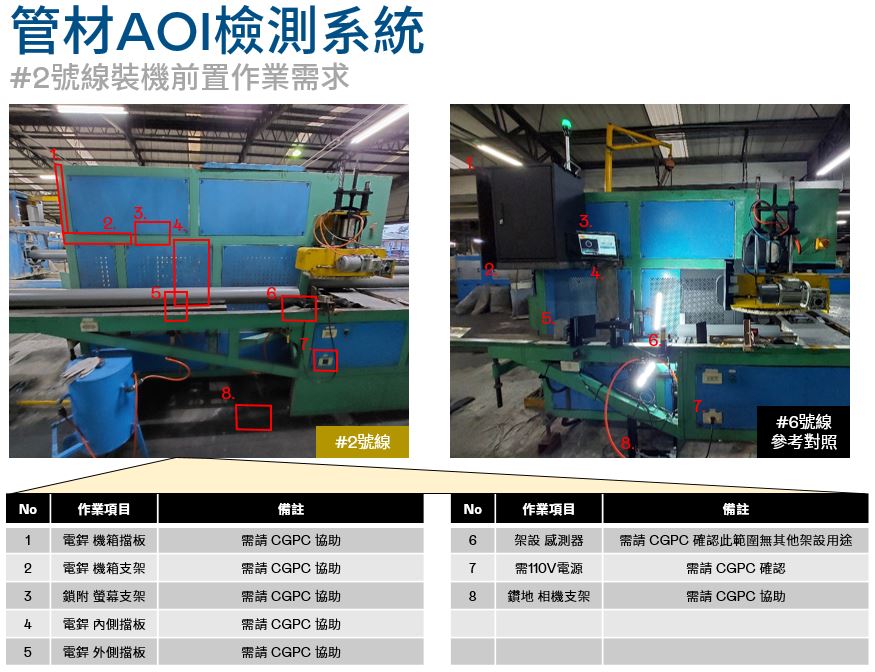 管材AOI檢測系統
#2號線裝機前置作業需求
1.
2.
3.
4.
5.
6.
7.
8.
#2號線
1.
2.
3.
4.
5.
6.
7
8.
#6號線
參考對照
No 作業項目 備註
1 電銲 機箱擋板 需請 CGPC 協助
2 電銲 機箱支架 需請 CGPC 協助
3 鎖附 螢幕支架 需請 CGPC 協助
4 電銲 內側擋板 需請 CGPC 協助
5 電銲 外側擋板 需請 CGPC 協助
No 作業項目 備註
6 架設 感測器 需請 CGPC 確認此範圍無其他架設用途
7 需110V電源 需請 CGPC 確認
8 鑽地 相機支架 需請 CGPC 協助